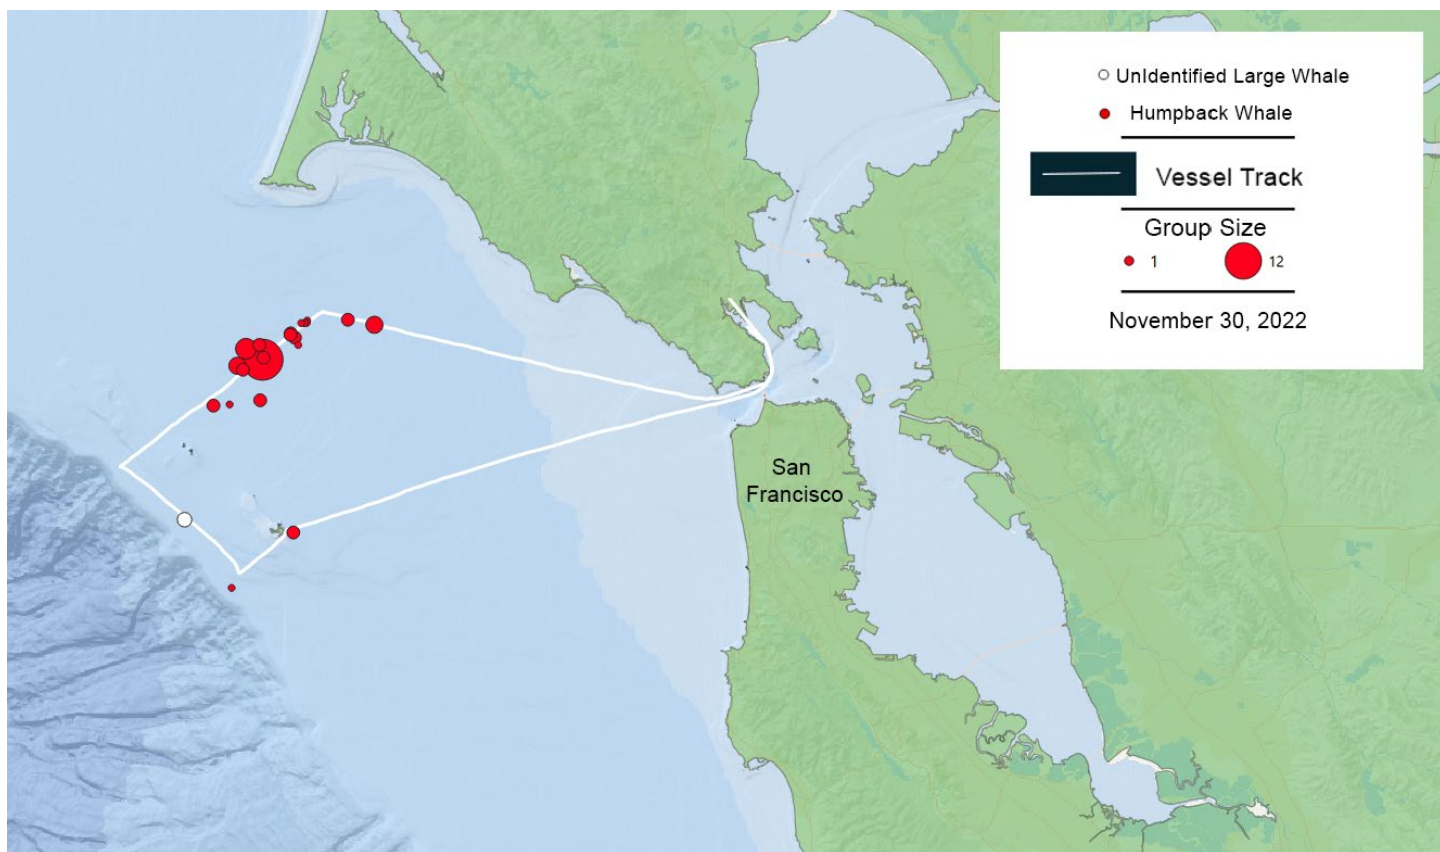 UnIdentified Large Whale
Humpback Whale
Vessel Track
Group Size
1
12
November 30, 2022
San
Francisco